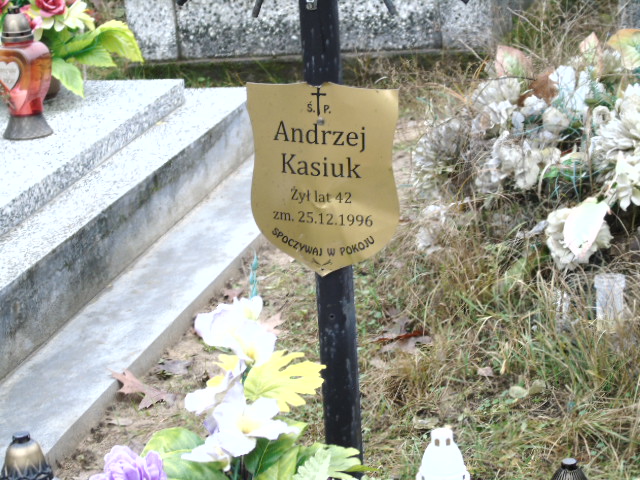 Ś. P.
Andrzej
Kasiuk
Żył lat 42
zm. 25.12.1996
SPOCZYWAJ W POKOJU